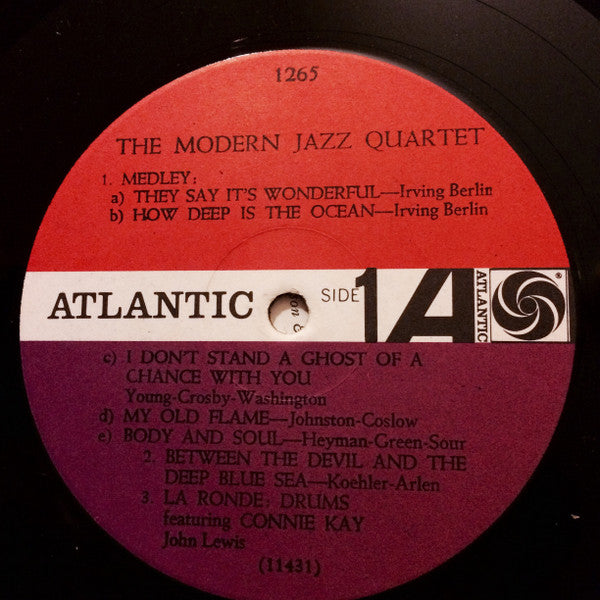 1265
THE MODERN JAZZ QUARTET
1. MEDLEY:
a) THEY SAY IT'S WONDERFUL—Irving Berlin
b) HOW DEEP IS THE OCEAN—Irving Berlin
ATLANTIC
on &
SIDE 1
A
ATLANTIC
®
c) I DON'T STAND A GHOST OF A
CHANCE WITH YOU
Young-Crosby-Washington
d) MY OLD FLAME—Johnston-Coslow
e) BODY AND SOUL—Heyman-Green-Sour
2. BETWEEN THE DEVIL AND THE
DEEP BLUE SEA—Koehler-Arlen
3. LA RONDE: DRUMS
featuring CONNIE KAY
John Lewis
(11431)